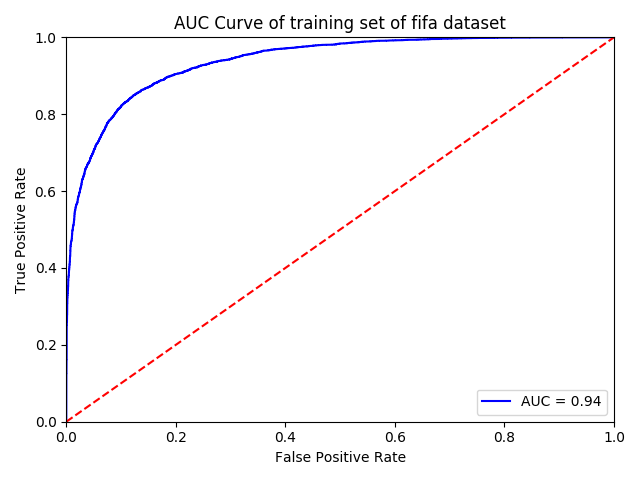 AUC Curve of training set of fifa dataset
1.0
0.8
0.6
0.4
0.2
0.0
True Positive Rate
AUC = 0.94
0.0 0.2 0.4 0.6 0.8 1.0
False Positive Rate